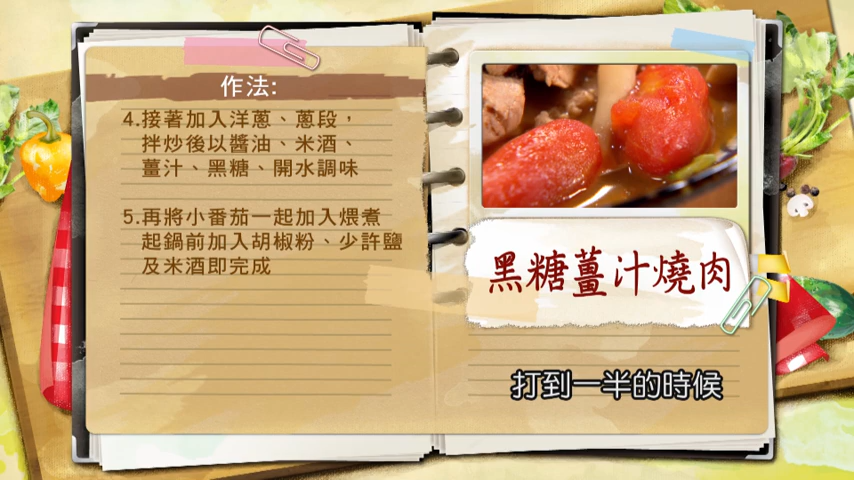 作法:
4.接著加入洋蔥、蔥段，
拌炒後以醬油、米酒、
薑汁、黑糖、開水調味
5.再將小番茄一起加入煨煮
起鍋前加入胡椒粉、少許鹽
及米酒即完成
黑糖薑汁燒肉
打到一半的時候